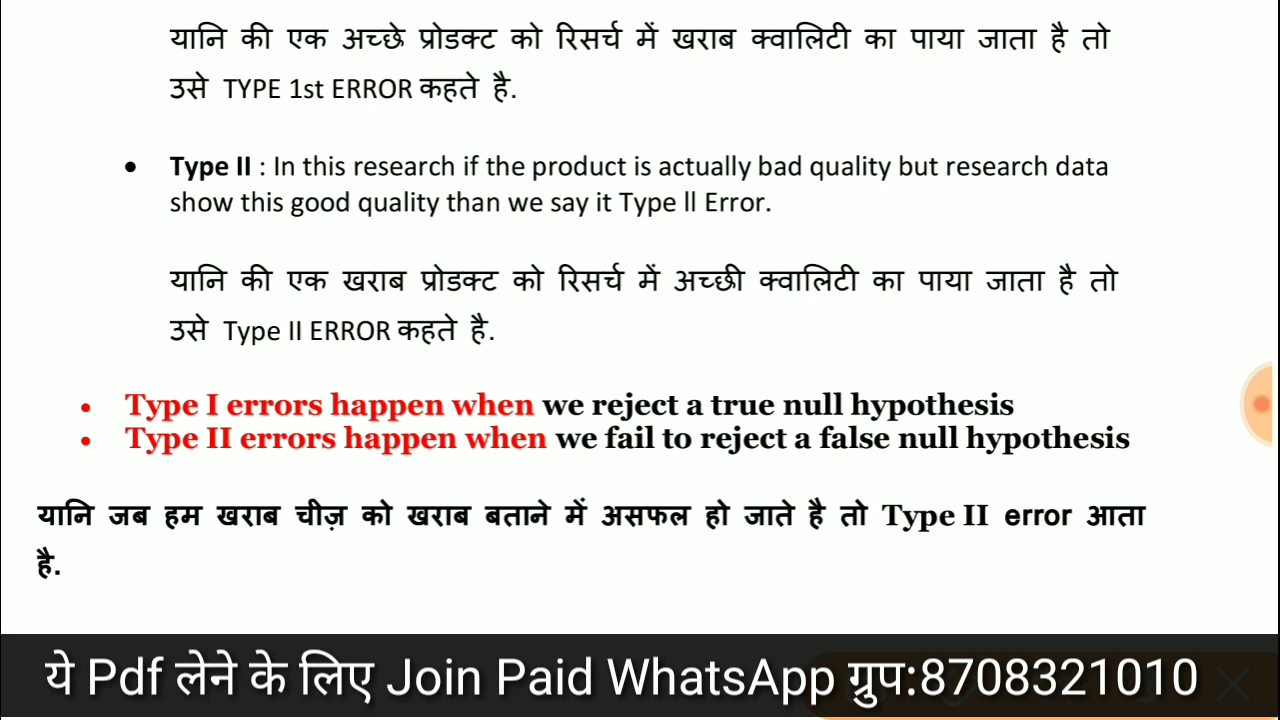 यानि की एक अच्छे प्रोडक्ट को रिसर्च में खराब क्वालिटी का पाया जाता है तो
उसे TYPE 1st ERROR कहते है.
• Type II : In this research if the product is actually bad quality but research data
show this good quality than we say it Type ll Error.
यानि की एक खराब प्रोडक्ट को रिसर्च में अच्छी क्वालिटी का पाया जाता है तो
उसे Type II ERROR कहते है.
• Type I errors happen when we reject a true null hypothesis
• Type II errors happen when we fail to reject a false null hypothesis
यानि जब हम खराब चीज़ को खराब बताने में असफल हो जाते है तो Type II error आता
है.
ये Pdf लेने के लिए Join Paid WhatsApp ग्रुप:8708321010